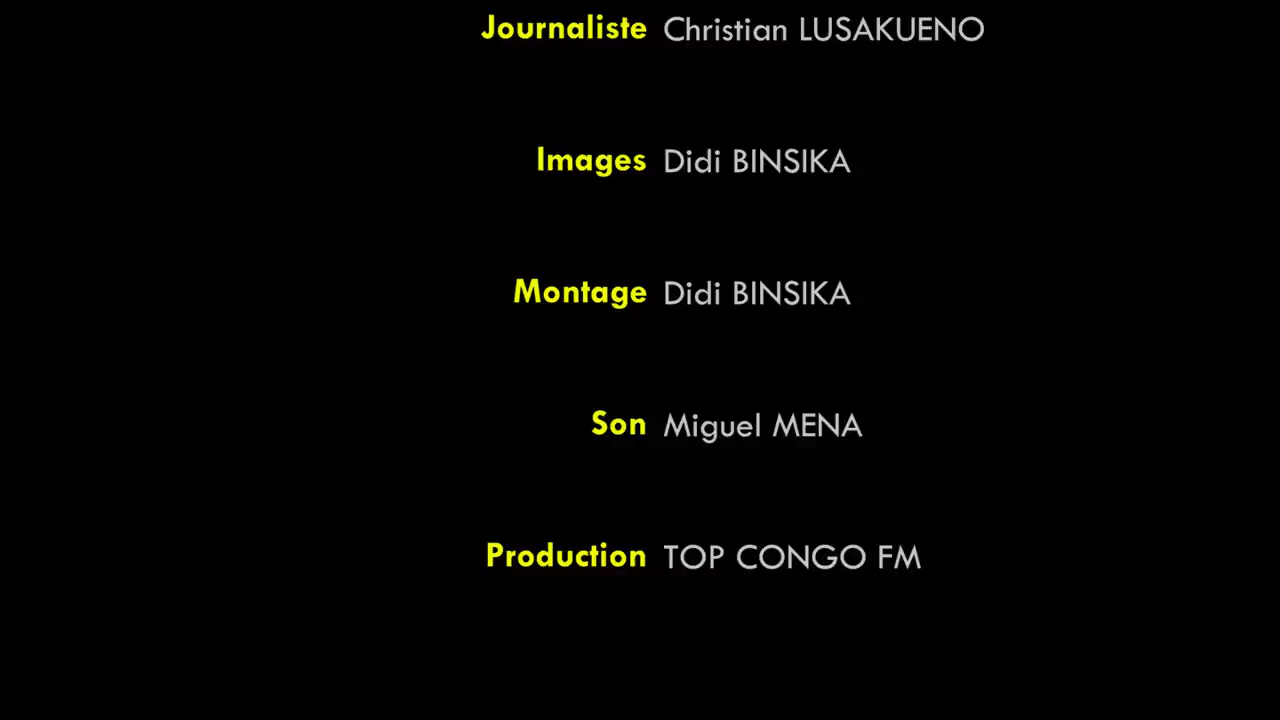 Journaliste Christian LUSAKUENO
Images Didi BINSIKA
Montage Didi BINSIKA
Son Miguel MENA
Production TOP CONGO FM